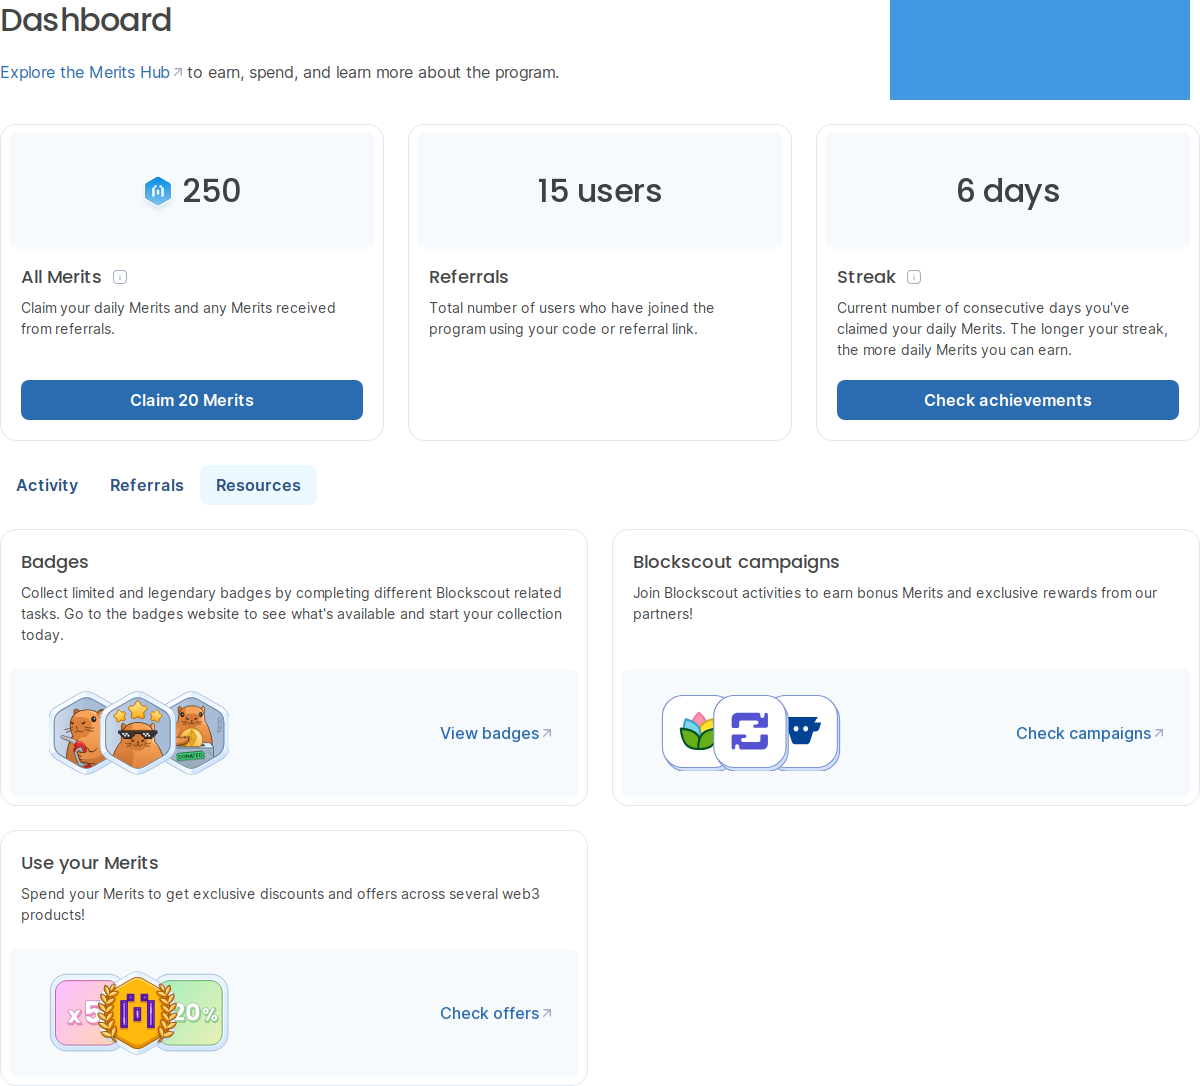 Dashboard
Explore the Merits Hub to earn, spend, and learn more about the program.
250
15 users
6 days
All Merits
Claim your daily Merits and any Merits received
from referrals.
Claim 20 Merits
Referrals
Total number of users who have joined the
program using your code or referral link.
Streak
Current number of consecutive days you've
claimed your daily Merits. The longer your streak,
the more daily Merits you can earn.
Check achievements
Activity
Referrals
Resources
Badges
Collect limited and legendary badges by completing different Blockscout related
tasks. Go to the badges website to see what's available and start your collection
today.
DONATED
View badges
Blockscout campaigns
Join Blockscout activities to earn bonus Merits and exclusive rewards from our
partners!
Check campaigns
Use your Merits
Spend your Merits to get exclusive discounts and offers across several web3
products!
x5
20%
Check offers